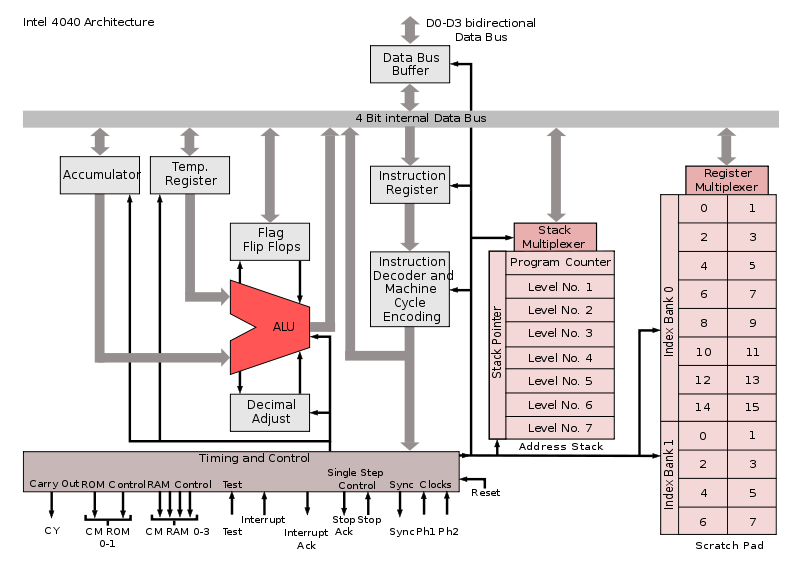 Intel 4040 Architecture
D0-D3 bidirectional
Data Bus
Data Bus
Buffer
4 Bit internal Data Bus
Accumulator
Temp.
Register
Flag
Flip Flops
ALU
Decimal
Adjust
Instruction
Register
Instruction
Decoder and
Machine
Cycle
Encoding
Stack
Multiplexer
Stack Pointer
Program Counter
Level No. 1
Level No. 2
Level No. 3
Level No. 4
Level No. 5
Level No. 6
Level No. 7
Address Stack
Register
Multiplexer
Index Bank 0
0 1
2 3
4 5
6 7
8 9
10 11
12 13
14 15
Index Bank 1
0 1
2 3
4 5
6 7
Scratch Pad
Timing and Control
Carry Out ROM Control RAM Control Test
Single Step
Control
Sync Clocks
Reset
CY
CM ROM
0-1
CM RAM 0-3
Test
Interrupt
Interrupt
Ack
Stop
Ack
Stop
Sync Ph1 Ph2